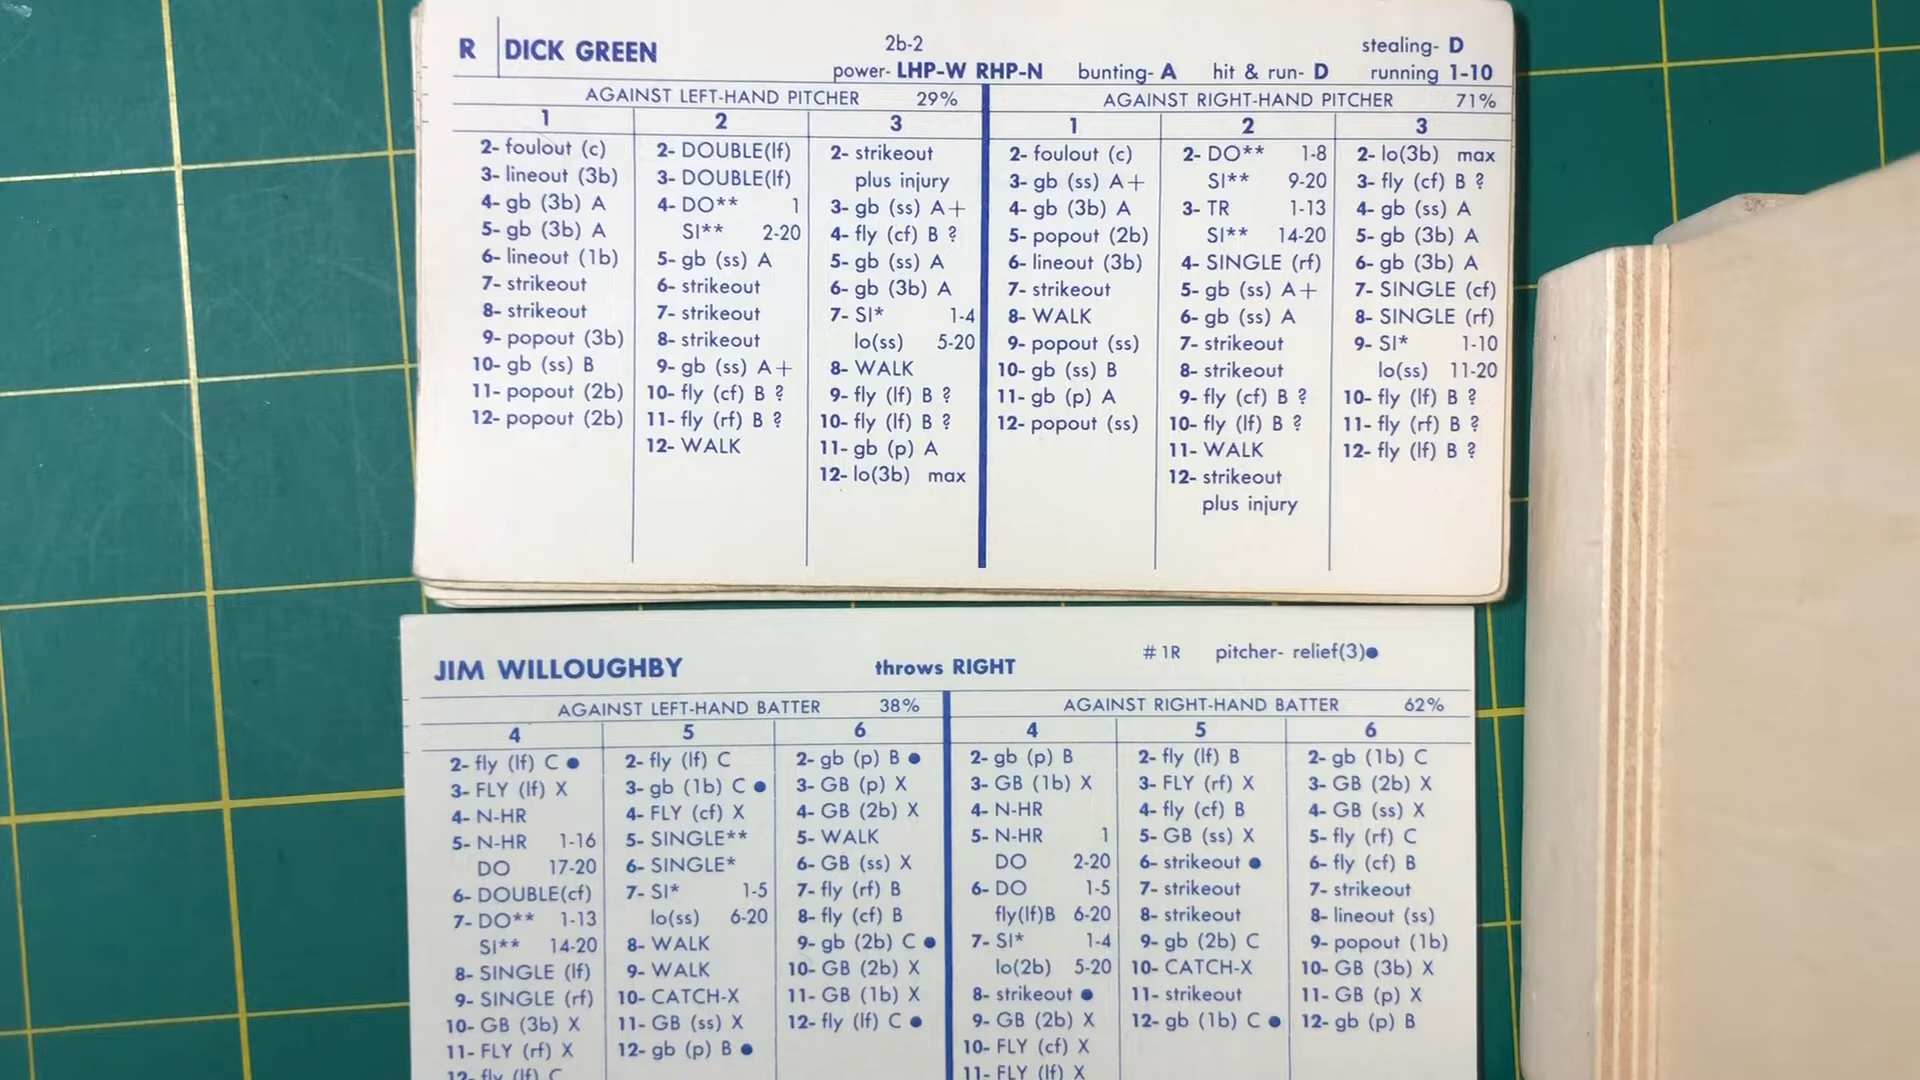 R DICK GREEN 2b-2 stealing- D
power- LHP-W RHP-N bunting- A hit & run- D running 1-10
AGAINST LEFT-HAND PITCHER 29% AGAINST RIGHT-HAND PITCHER 71%
1
2- foulout (c)
3- lineout (3b)
4- gb (3b) A
5- gb (3b) A
6- lineout (1b)
7- strikeout
8- strikeout
9- popout (3b)
10- gb (ss) B
11- popout (2b)
12- popout (2b)
2
2- DOUBLE(lf)
3- DOUBLE(lf)
4- DO** 1
SI** 2-20
5- gb (ss) A
6- strikeout
7- strikeout
8- strikeout
9- gb (ss) A+
10- fly (cf) B ?
11- fly (rf) B ?
12- WALK
3
2- strikeout
plus injury
3- gb (ss) A+
4- fly (cf) B ?
5- gb (ss) A
6- gb (3b) A
7- SI* 1-4
lo(ss) 5-20
8- WALK
9- fly (lf) B ?
10- fly (lf) B ?
11- gb (p) A
12- lo(3b) max
1
2- foulout (c)
3- gb (ss) A+
4- gb (3b) A
5- popout (2b)
6- lineout (3b)
7- strikeout
8- WALK
9- popout (ss)
10- gb (ss) B
11- gb (p) A
12- popout (ss)
2
2- DO** 1-8
SI** 9-20
3- TR 1-13
SI** 14-20
4- SINGLE (rf)
5- gb (ss) A+
6- gb (ss) A
7- strikeout
8- strikeout
9- fly (cf) B ?
10- fly (lf) B ?
11- WALK
12- strikeout
plus injury
3
2- lo(3b) max
3- fly (cf) B ?
4- gb (ss) A
5- gb (3b) A
6- gb (3b) A
7- SINGLE (cf)
8- SINGLE (rf)
9- SI* 1-10
lo(ss) 11-20
10- fly (lf) B ?
11- fly (rf) B ?
12- fly (lf) B ?
JIM WILLOUGHBY throws RIGHT #1R pitcher- relief(3)●
AGAINST LEFT-HAND BATTER 38% AGAINST RIGHT-HAND BATTER 62%
4
2- fly (lf) C ●
3- FLY (lf) X
4- N-HR
5- N-HR 1-16
DO 17-20
6- DOUBLE(cf)
7- DO** 1-13
SI** 14-20
8- SINGLE (lf)
9- SINGLE (rf)
10- GB (3b) X
11- FLY (rf) X
12- fly (lf) C
5
2- fly (lf) C
3- gb (1b) C ●
4- FLY (cf) X
5- SINGLE**
6- SINGLE*
7- SI* 1-5
lo(ss) 6-20
8- WALK
9- WALK
10- CATCH-X
11- GB (ss) X
12- gb (p) B ●
6
2- gb (p) B ●
3- GB (p) X
4- GB (2b) X
5- WALK
6- GB (ss) X
7- fly (rf) B
8- fly (cf) B
9- gb (2b) C ●
10- GB (2b) X
11- GB (1b) X
12- fly (lf) C ●
4
2- gb (p) B
3- GB (1b) X
4- N-HR
5- N-HR 1
DO 2-20
6- DO 1-5
fly(lf)B 6-20
7- SI* 1-4
lo(2b) 5-20
8- strikeout ●
9- GB (2b) X
10- FLY (cf) X
11- FLY (lf) X
5
2- fly (lf) B
3- FLY (rf) X
4- fly (cf) B
5- GB (ss) X
6- strikeout ●
7- strikeout
8- strikeout
9- gb (2b) C
10- CATCH-X
11- strikeout
12- gb (1b) C ●
6
2- gb (1b) C
3- GB (2b) X
4- GB (ss) X
5- fly (rf) C
6- fly (cf) B
7- strikeout
8- lineout (ss)
9- popout (1b)
10- GB (3b) X
11- GB (p) X
12- gb (p) B